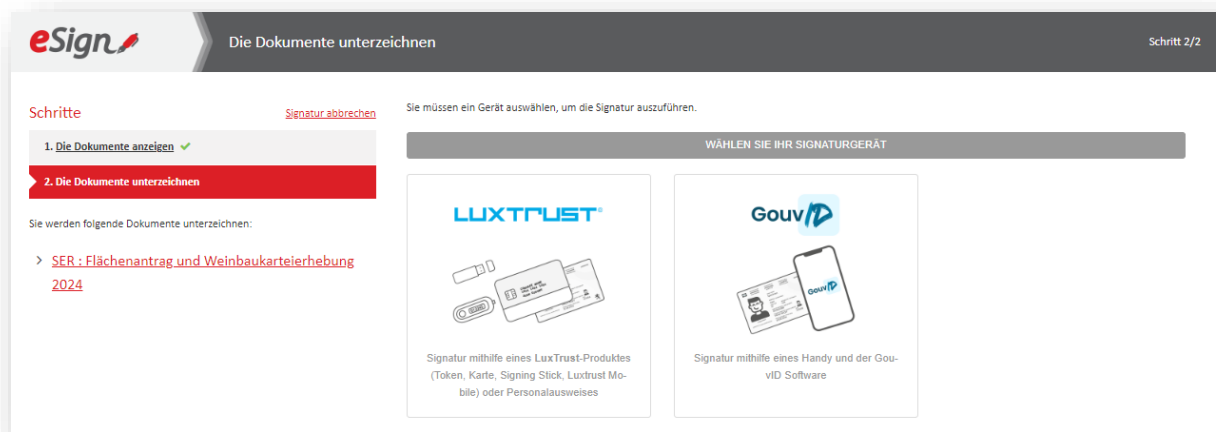 eSign
Die Dokumente unterzeichnen
Schritt 2/2
Schritte
Signatur abbrechen
1. Die Dokumente anzeigen
2. Die Dokumente unterzeichnen
Sie werden folgende Dokumente unterzeichnen:
SER : Flächenantrag und Weinbaukarteierhebung
2024
Sie müssen ein Gerät auswählen, um die Signatur auszuführen.
WÄHLEN SIE IHR SIGNATURGERÄT
LUXTRUST
Signatur mithilfe eines LuxTrust-Produktes
(Token, Karte, Signing Stick, Luxtrust Mo-
bile) oder Personalausweises
GouvID
GouvID
Signatur mithilfe eines Handy und der Gou-
vID Software